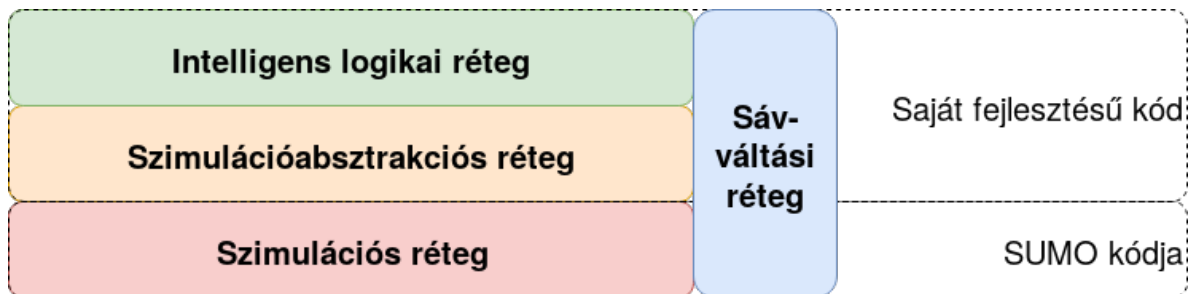 Intelligens logikai réteg
Szimulációabsztrakciós réteg
Szimulációs réteg
Sáv-
váltási
réteg
Saját fejlesztésű kód
SUMO kódja